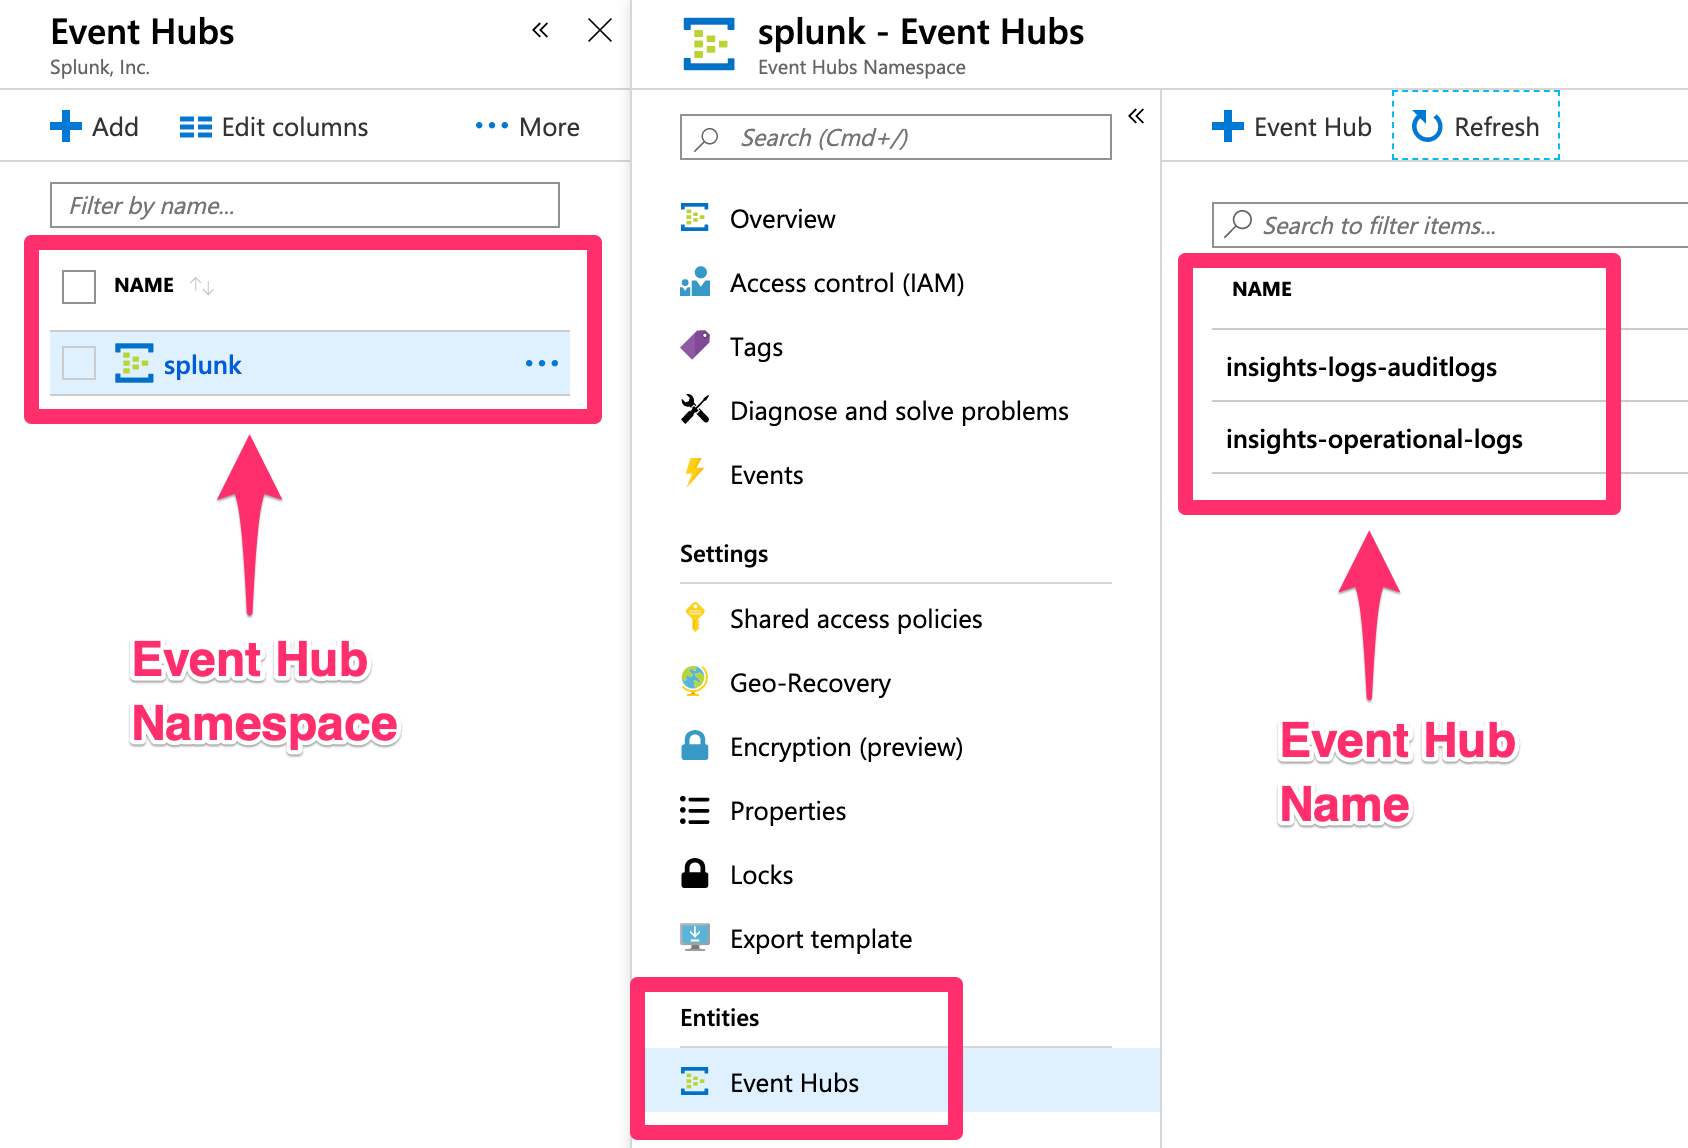 Event Hubs
Splunk, Inc.
Add
Edit columns
More
Filter by name...
NAME
splunk
Event Hub
Namespace
splunk - Event Hubs
Event Hubs Namespace
Search (Cmd+/)
Overview
Access control (IAM)
Tags
Diagnose and solve problems
Events
Settings
Shared access policies
Geo-Recovery
Encryption (preview)
Properties
Locks
Export template
Entities
Event Hubs
Event Hub
Refresh
Search to filter items...
NAME
insights-logs-auditlogs
insights-operational-logs
Event Hub
Name